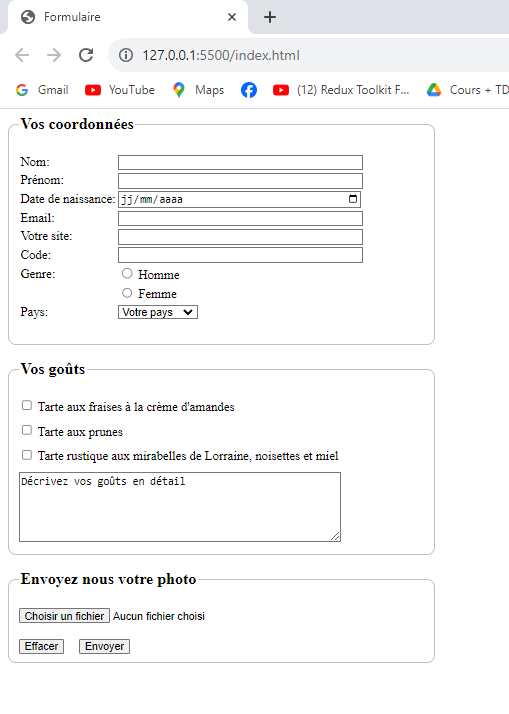 Formulaire
127.0.0.1:5500/index.html
Gmail YouTube Maps (12) Redux Toolkit F... Cours + TD
Vos coordonnées
Nom:
Prénom:
Date de naissance: jj/mm/aaaa
Email:
Votre site:
Code:
Genre: Homme
Femme
Pays: Votre pays
Vos goûts
Tarte aux fraises à la crème d'amandes
Tarte aux prunes
Tarte rustique aux mirabelles de Lorraine, noisettes et miel
Décrivez vos goûts en détail
Envoyez nous votre photo
Choisir un fichier Aucun fichier choisi
Effacer Envoyer